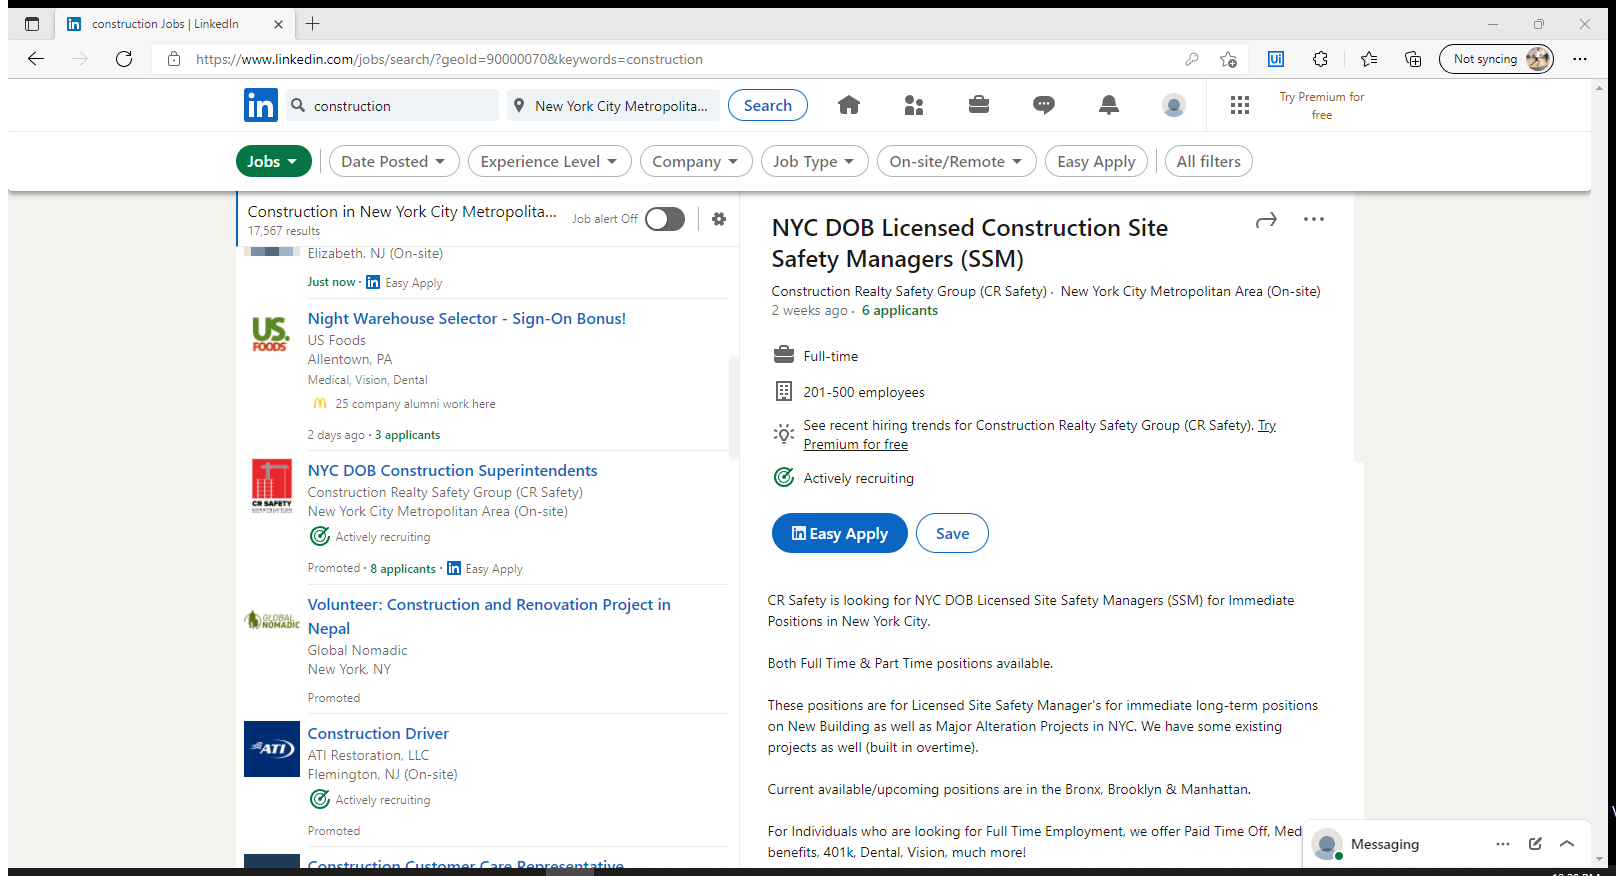 construction Jobs | LinkedIn
https://www.linkedin.com/jobs/search/?geoId=90000070&keywords=construction
Ui
Not syncing
in
construction
New York City Metropolita...
Search
Try Premium for
free
Jobs
Date Posted
Experience Level
Company
Job Type
On-site/Remote
Easy Apply
All filters
Construction in New York City Metropolita...
Job alert Off
17,567 results
Elizabeth, NJ (On-site)
Just now · in Easy Apply
US.
FOODS
Night Warehouse Selector - Sign-On Bonus!
US Foods
Allentown, PA
Medical, Vision, Dental
25 company alumni work here
2 days ago · 3 applicants
CR SAFETY
NYC DOB Construction Superintendents
Construction Realty Safety Group (CR Safety)
New York City Metropolitan Area (On-site)
Actively recruiting
Promoted · 8 applicants · in Easy Apply
GLOBAL
NOMADIC
Volunteer: Construction and Renovation Project in
Nepal
Global Nomadic
New York, NY
Promoted
ATI
Construction Driver
ATI Restoration, LLC
Flemington, NJ (On-site)
Actively recruiting
Promoted
Construction Customer Care Representative
NYC DOB Licensed Construction Site
Safety Managers (SSM)
Construction Realty Safety Group (CR Safety) · New York City Metropolitan Area (On-site)
2 weeks ago · 6 applicants
Full-time
201-500 employees
See recent hiring trends for Construction Realty Safety Group (CR Safety). Try
Premium for free
Actively recruiting
in Easy Apply
Save
CR Safety is looking for NYC DOB Licensed Site Safety Managers (SSM) for Immediate
Positions in New York City.
Both Full Time & Part Time positions available.
These positions are for Licensed Site Safety Manager's for immediate long-term positions
on New Building as well as Major Alteration Projects in NYC. We have some existing
projects as well (built in overtime).
Current available/upcoming positions are in the Bronx, Brooklyn & Manhattan.
For Individuals who are looking for Full Time Employment, we offer Paid Time Off, Med
benefits, 401k, Dental, Vision, much more!
Messaging